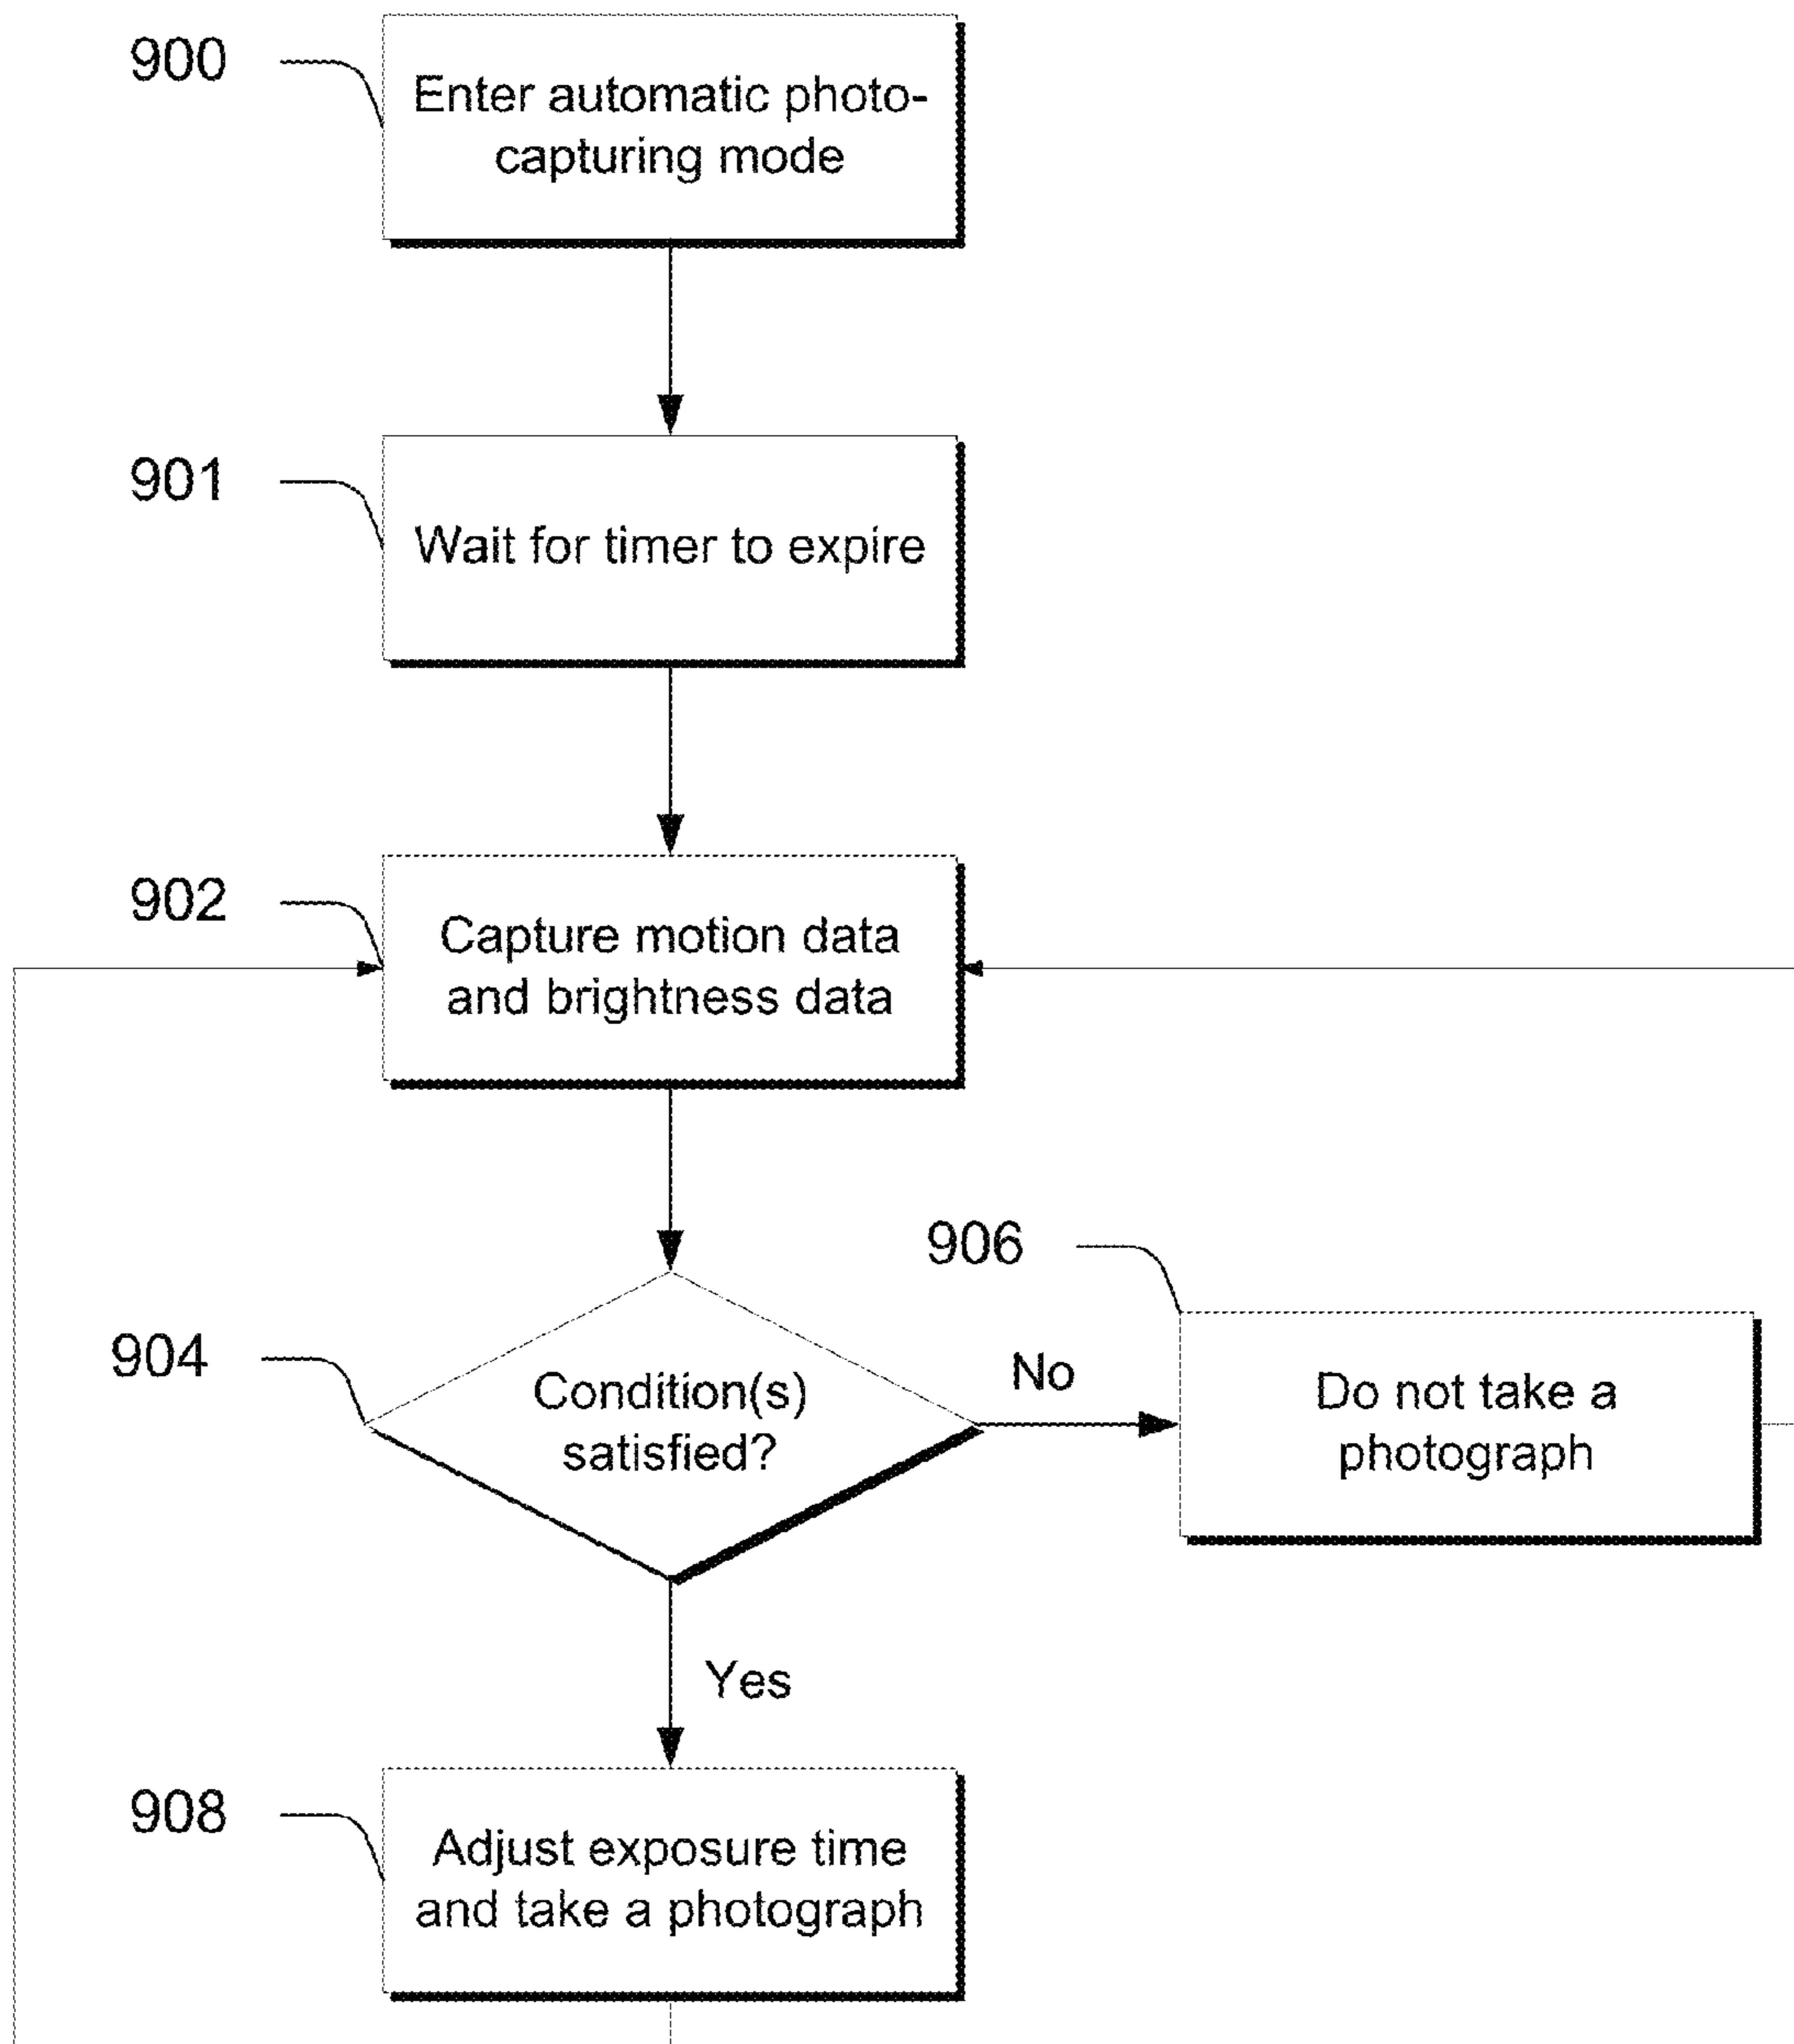 900
Enter automatic photo-
capturing mode
901
Wait for timer to expire
902
Capture motion data
and brightness data
904
Condition(s)
satisfied?
No
906
Do not take a
photograph
Yes
908
Adjust exposure time
and take a photograph